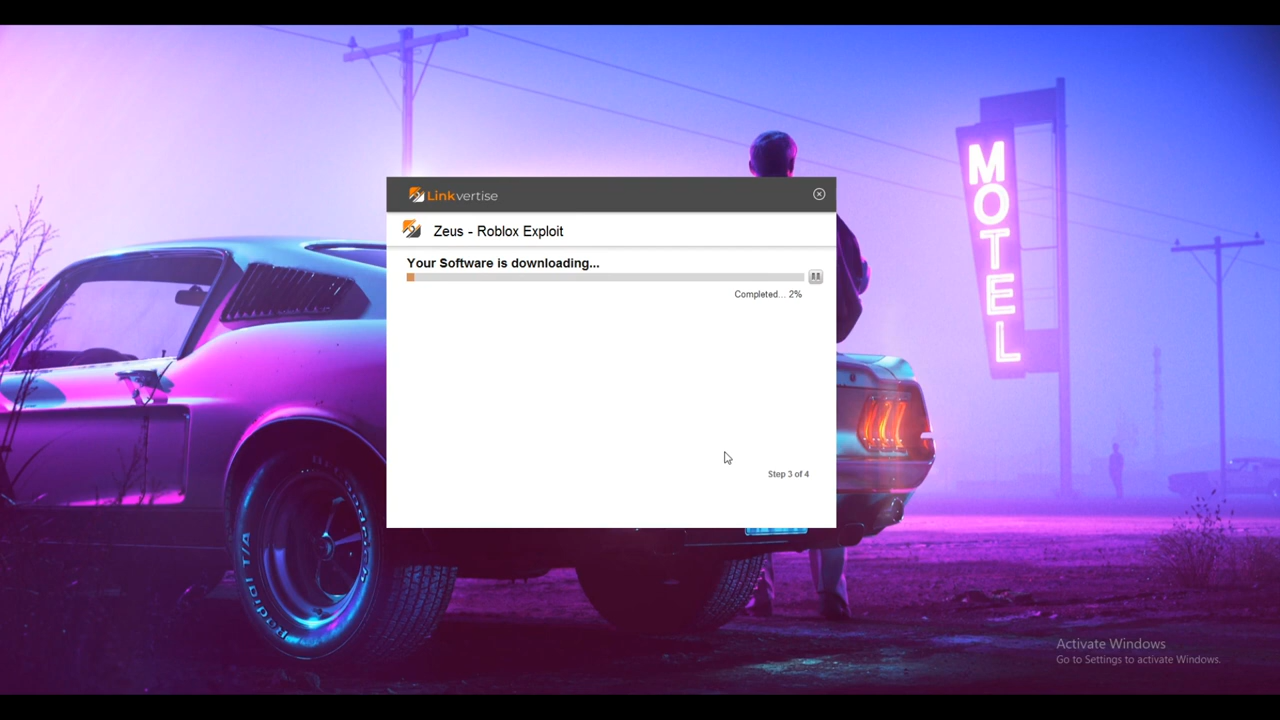 MOTEL
Linkvertise
Zeus - Roblox Exploit
Your Software is downloading...
Completed... 2%
Step 3 of 4
Radial T/A
Activate Windows
Go to Settings to activate Windows.